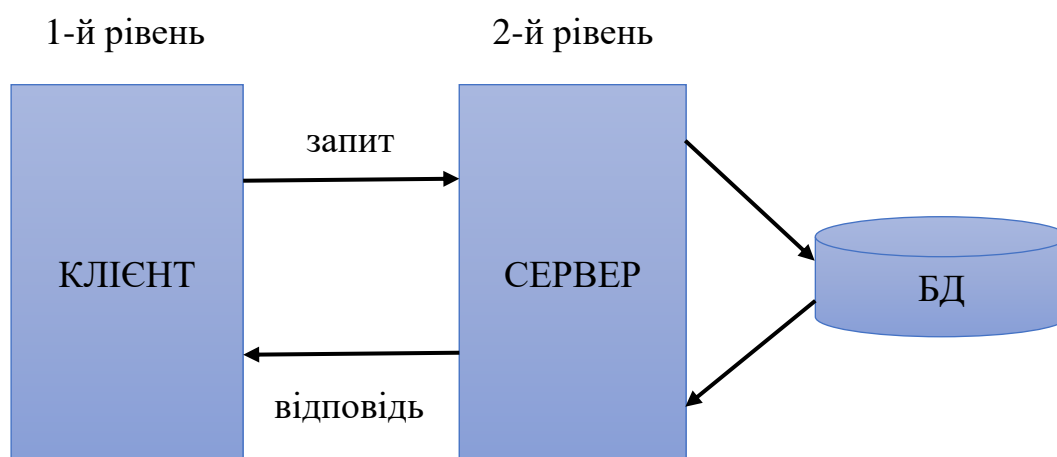 1-й рівень
2-й рівень
запит
КЛІЄНТ
СЕРВЕР
БД
відповідь